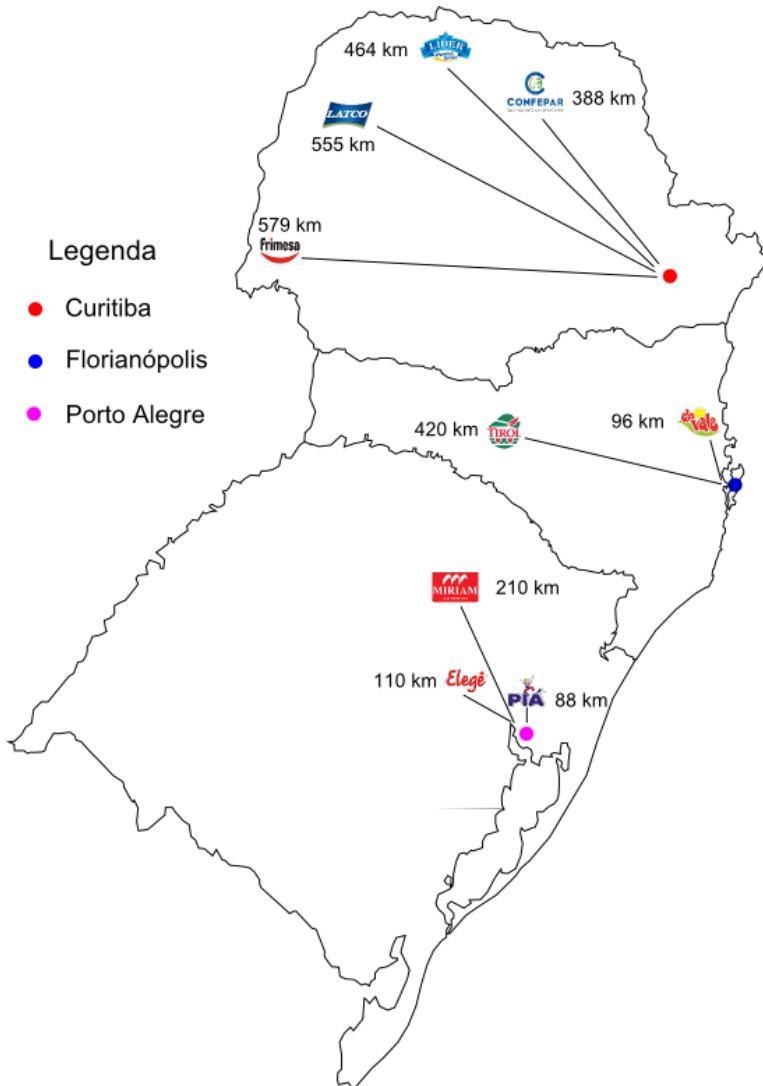 464 km
LIDER
CONFEPAR
388 km
LATCO
555 km
579 km
Frimesa
Legenda
Curitiba
Florianópolis
Porto Alegre
420 km
TIROL
96 km
do vale
MIRIAM
210 km
110 km
Elegê
PIÁ
88 km